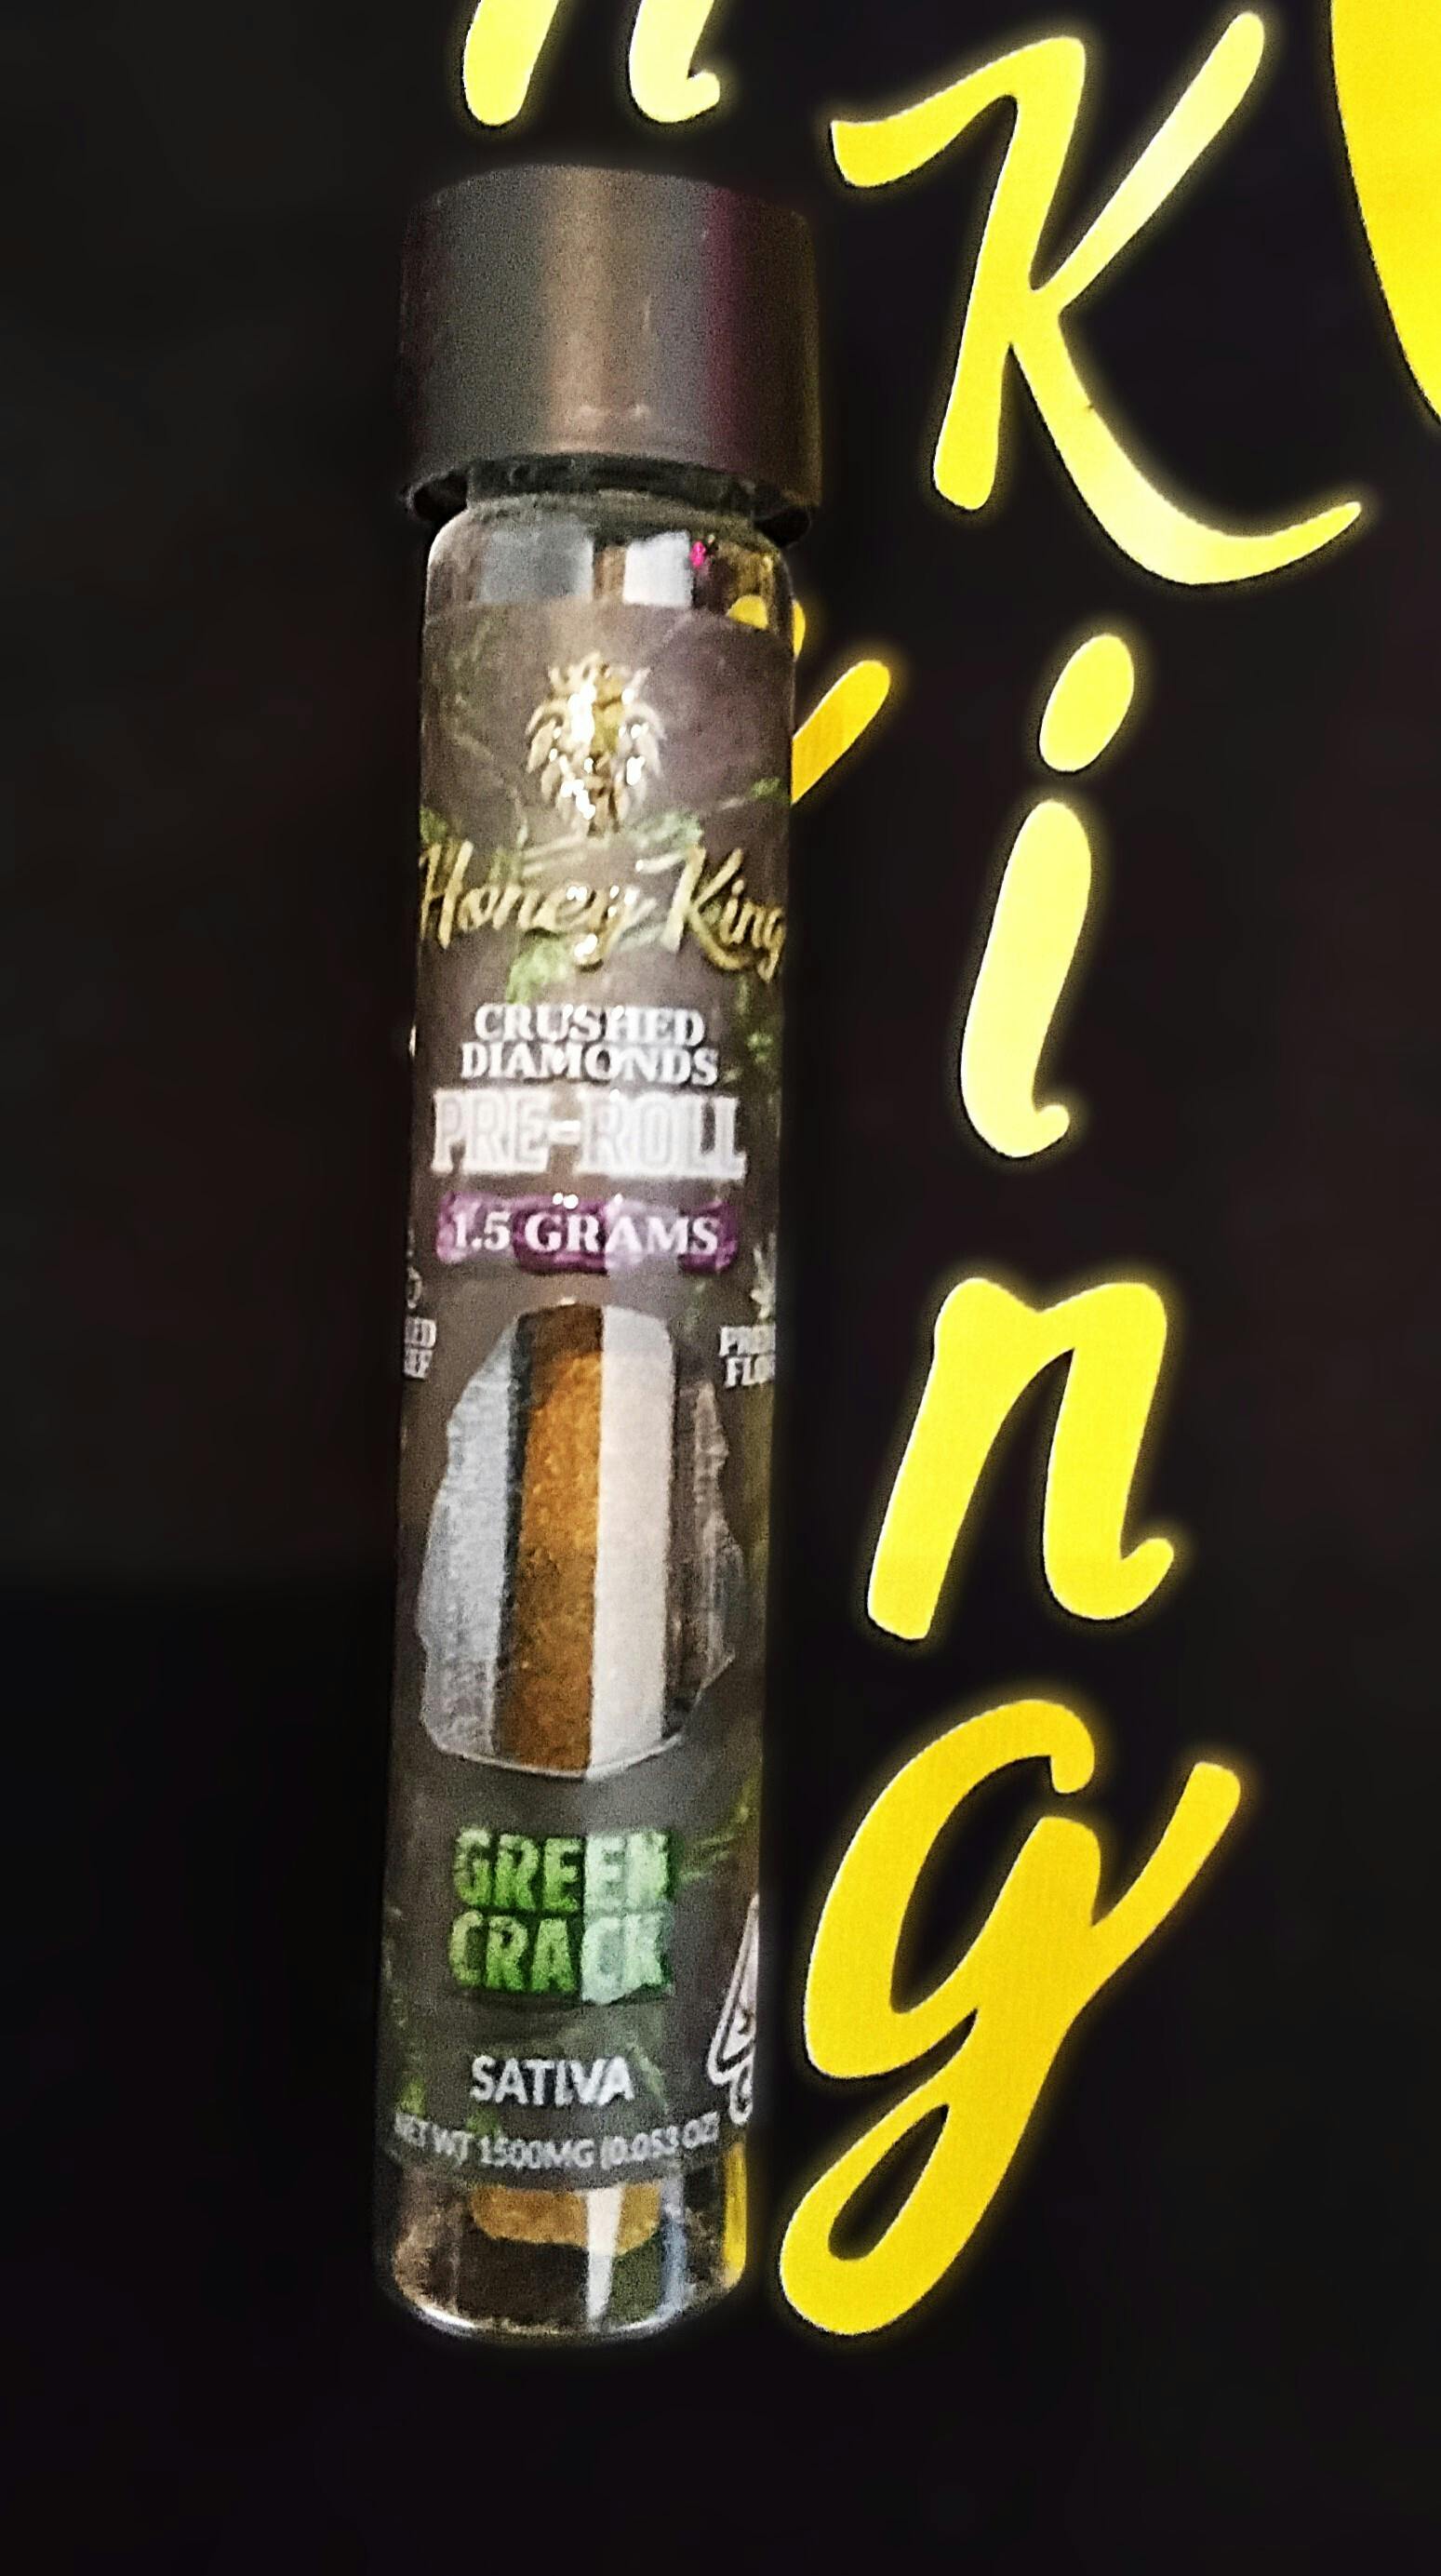 Honey King
CRUSHED
DIAMONDS
PRE-ROLL
1.5 GRAMS
GREEN
CRACK
SATIVA
NET WT 1500MG (0.053 OZ)
King